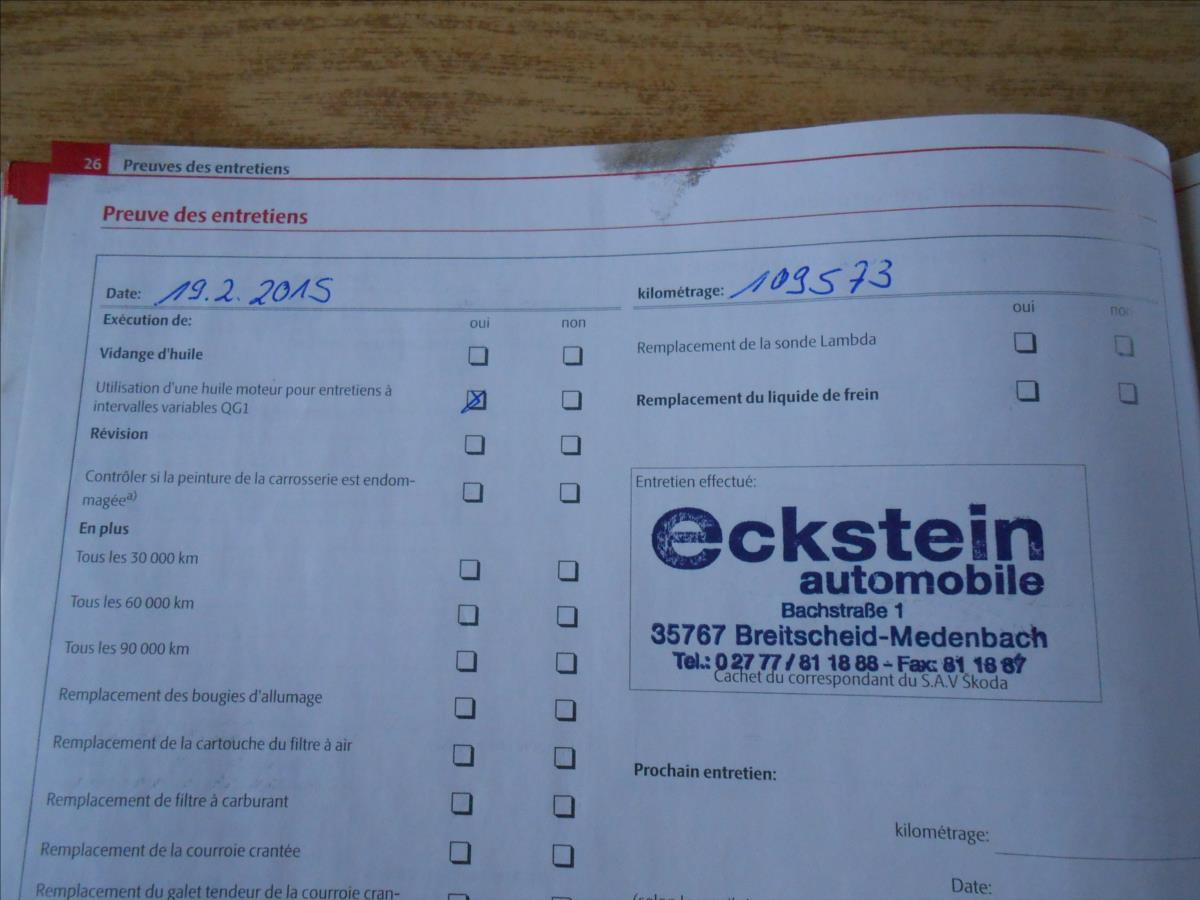 26 Preuves des entretiens
Preuve des entretiens
Date: 19.2.2015
Exécution de: oui non
Vidange d'huile
Utilisation d'une huile moteur pour entretiens à
intervalles variables QG1
Révision
Contrôler si la peinture de la carrosserie est endom-
magée a)
En plus
Tous les 30 000 km
Tous les 60 000 km
Tous les 90 000 km
Remplacement des bougies d'allumage
Remplacement de la cartouche du filtre à air
Remplacement de filtre à carburant
Remplacement de la courroie crantée
Remplacement du galet tendeur de la courroie cran-
kilométrage: 109573
oui non
Remplacement de la sonde Lambda
Remplacement du liquide de frein
Entretien effectué:
eckstein
automobile
Bachstraße 1
35767 Breitscheid-Medenbach
Tel.: 0 27 77 / 81 18 88 - Fax: 81 18 87
Cachet du correspondant du S.A.V Škoda
Prochain entretien:
kilométrage:
Date: